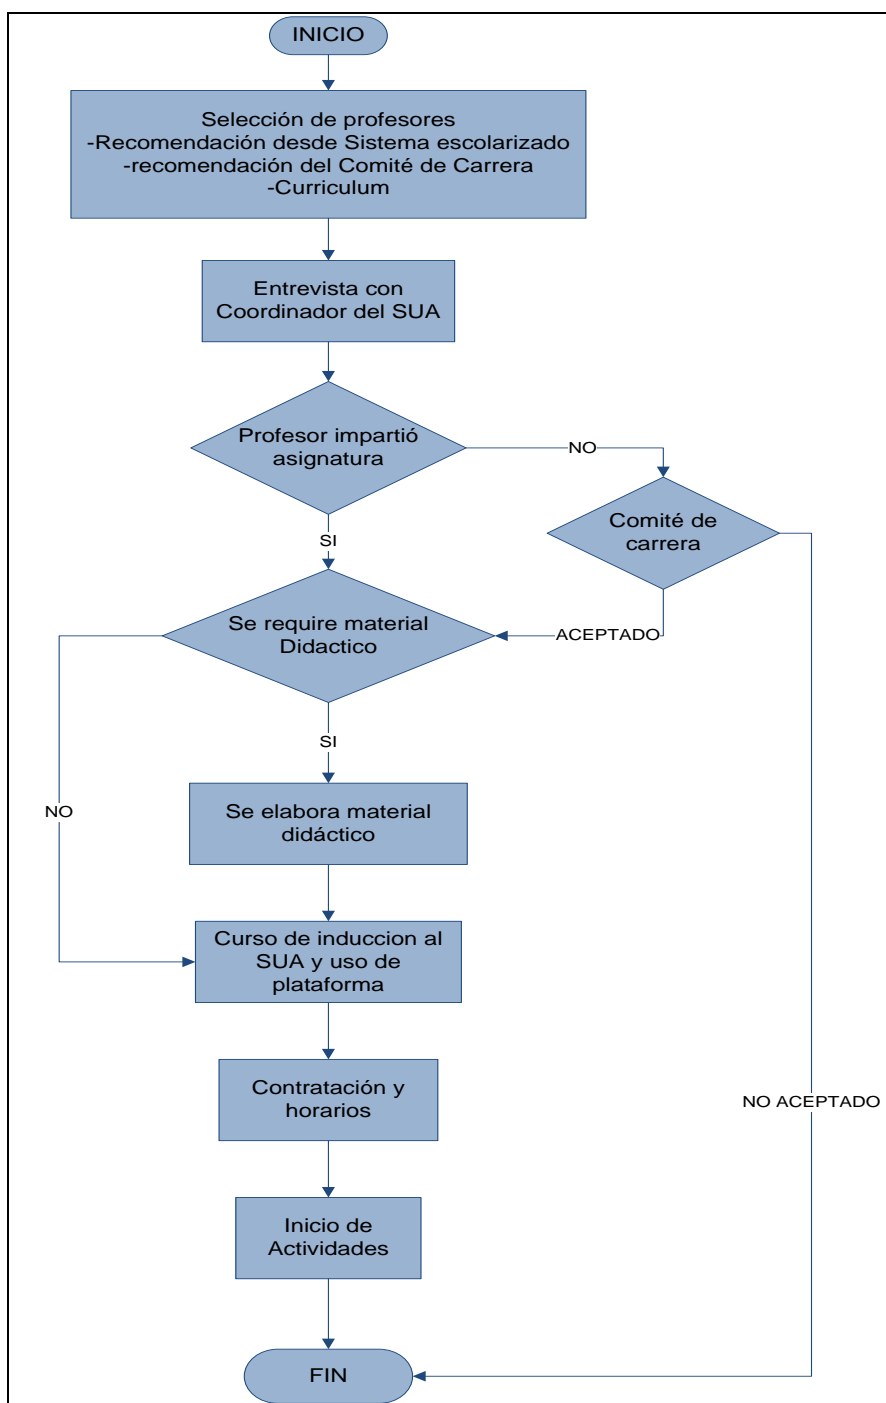 INICIO
Selección de profesores
-Recomendación desde Sistema escolarizado
-recomendación del Comité de Carrera
-Curriculum
Entrevista con
Coordinador del SUA
Profesor impartió
asignatura
NO
Comité de
carrera
SI
Se require material
Didactico
ACEPTADO
SI
NO
Se elabora material
didáctico
Curso de induccion al
SUA y uso de
plataforma
Contratación y
horarios
NO ACEPTADO
Inicio de
Actividades
FIN